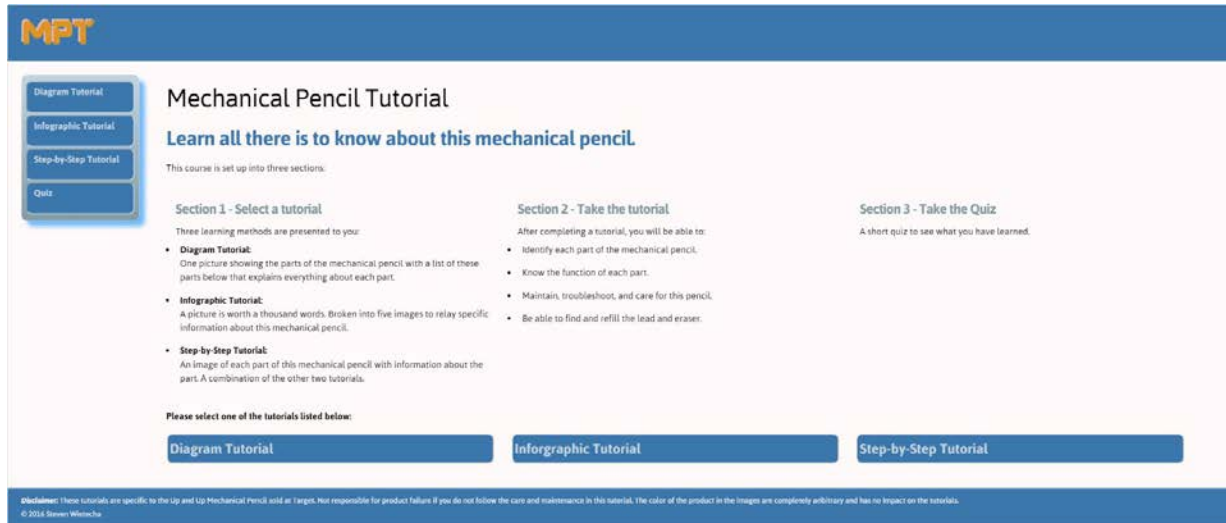 MPT
Diagram Tutorial
Infographic Tutorial
Step-by-Step Tutorial
Quiz
Mechanical Pencil Tutorial
Learn all there is to know about this mechanical pencil.
This course is set up into three sections:
Section 1 - Select a tutorial
Three learning methods are presented to you:
• Diagram Tutorial:
One picture showing the parts of the mechanical pencil with a list of these
parts below that explains everything about each part.
• Infographic Tutorial:
A picture is worth a thousand words. Broken into five images to relay specific
information about this mechanical pencil.
• Step-by-Step Tutorial:
An image of each part of this mechanical pencil with information about the
part. A combination of the other two tutorials.
Section 2 - Take the tutorial
After completing a tutorial, you will be able to:
• Identify each part of the mechanical pencil.
• Know the function of each part.
• Maintain, troubleshoot, and care for this pencil.
• Be able to find and refill the lead and eraser.
Section 3 - Take the Quiz
A short quiz to see what you have learned.
Please select one of the tutorials listed below:
Diagram Tutorial
Inforgraphic Tutorial
Step-by-Step Tutorial
Disclaimer: These tutorials are specific to the Up and Up Mechanical Pencil sold at Target. Not responsible for product failure if you do not follow the care and maintenance in this tutorial. The color of the product in the images are completely arbitrary and has no impact on the tutorials.
© 2016 Steven Wietecha